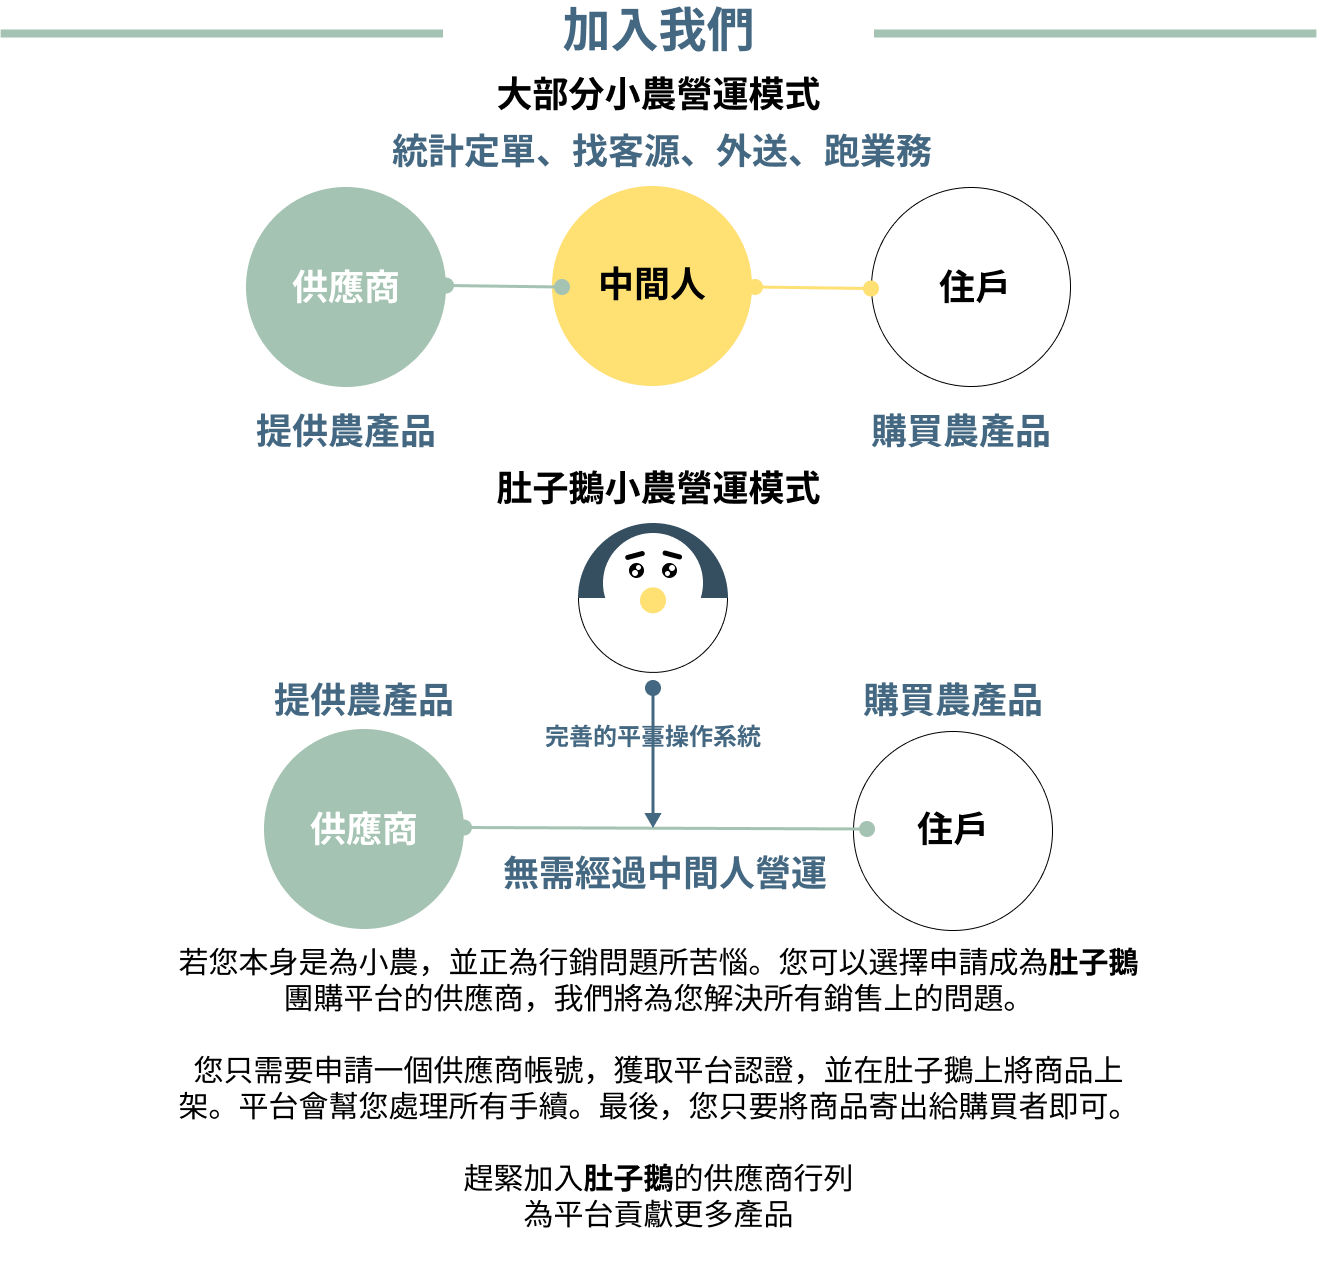 加入我們
大部分小農營運模式
統計定單、找客源、外送、跑業務
供應商
中間人
住戶
提供農產品
購買農產品
肚子鵝小農營運模式
提供農產品
購買農產品
完善的平臺操作系統
供應商
住戶
無需經過中間人營運
若您本身是為小農，並正為行銷問題所苦惱。您可以選擇申請成為肚子鵝
團購平台的供應商，我們將為您解決所有銷售上的問題。
您只需要申請一個供應商帳號，獲取平台認證，並在肚子鵝上將商品上
架。平台會幫您處理所有手續。最後，您只要將商品寄出給購買者即可。
趕緊加入肚子鵝的供應商行列
為平台貢獻更多產品